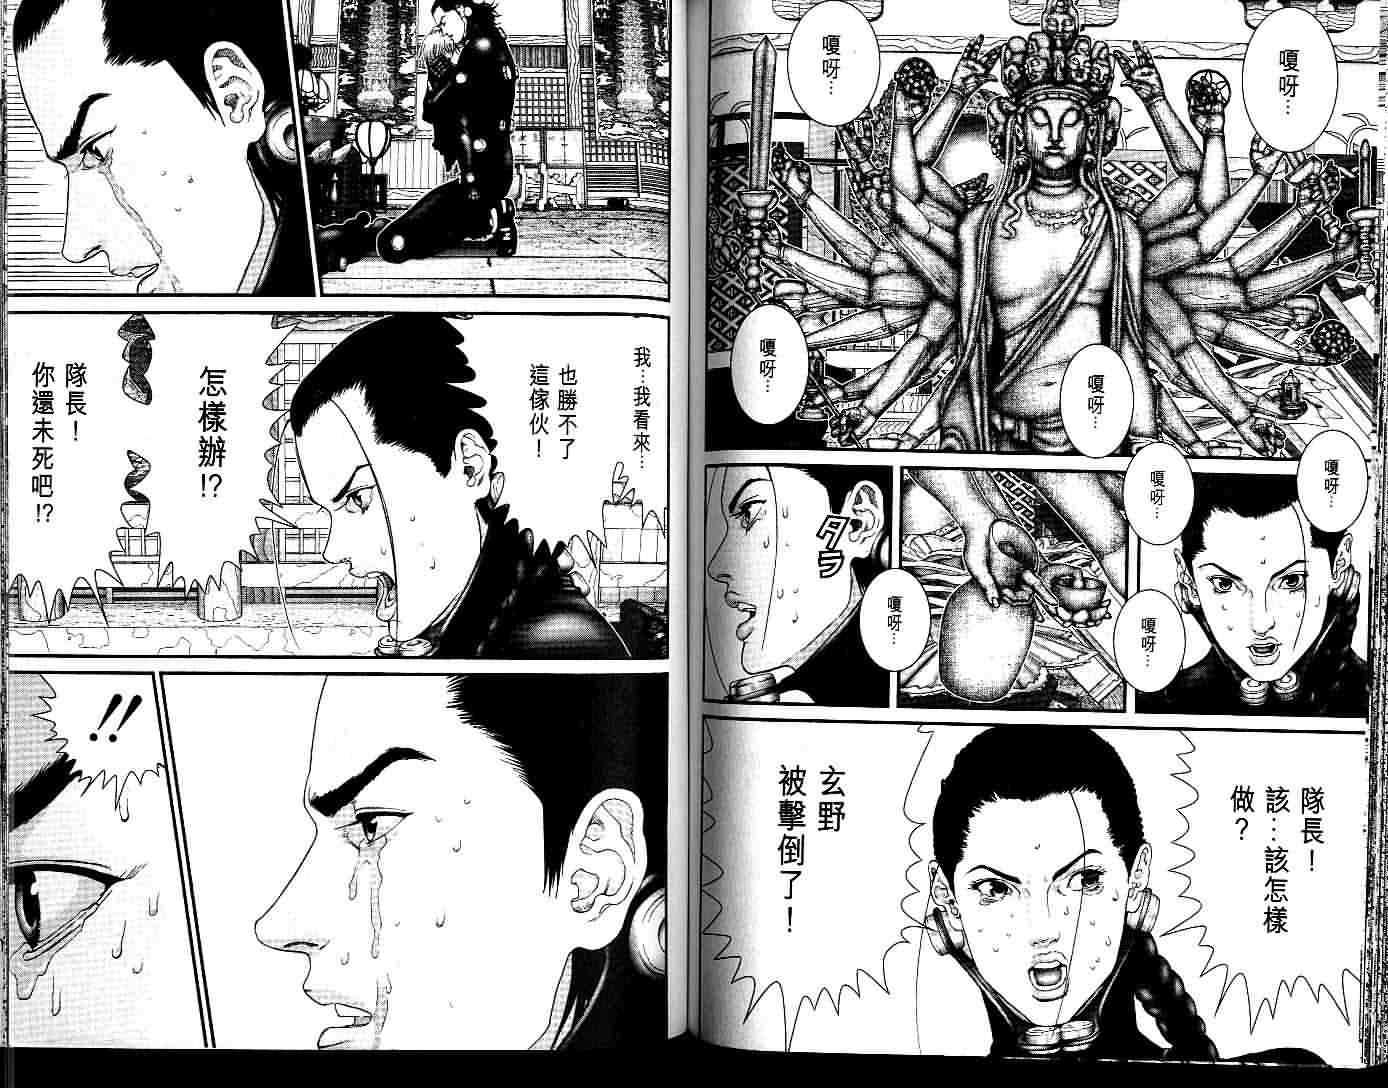 嗄呀…
嗄呀…
嗄呀…
嗄呀…
嗄呀…
嗄呀…
嗄呀…
タラ
嗄呀…
隊長！
該…該怎樣
做？
玄野
被擊倒了！
我…我看來…
也勝不了
這傢伙！
怎樣辦!?
隊長！
你還未死吧!?
!!